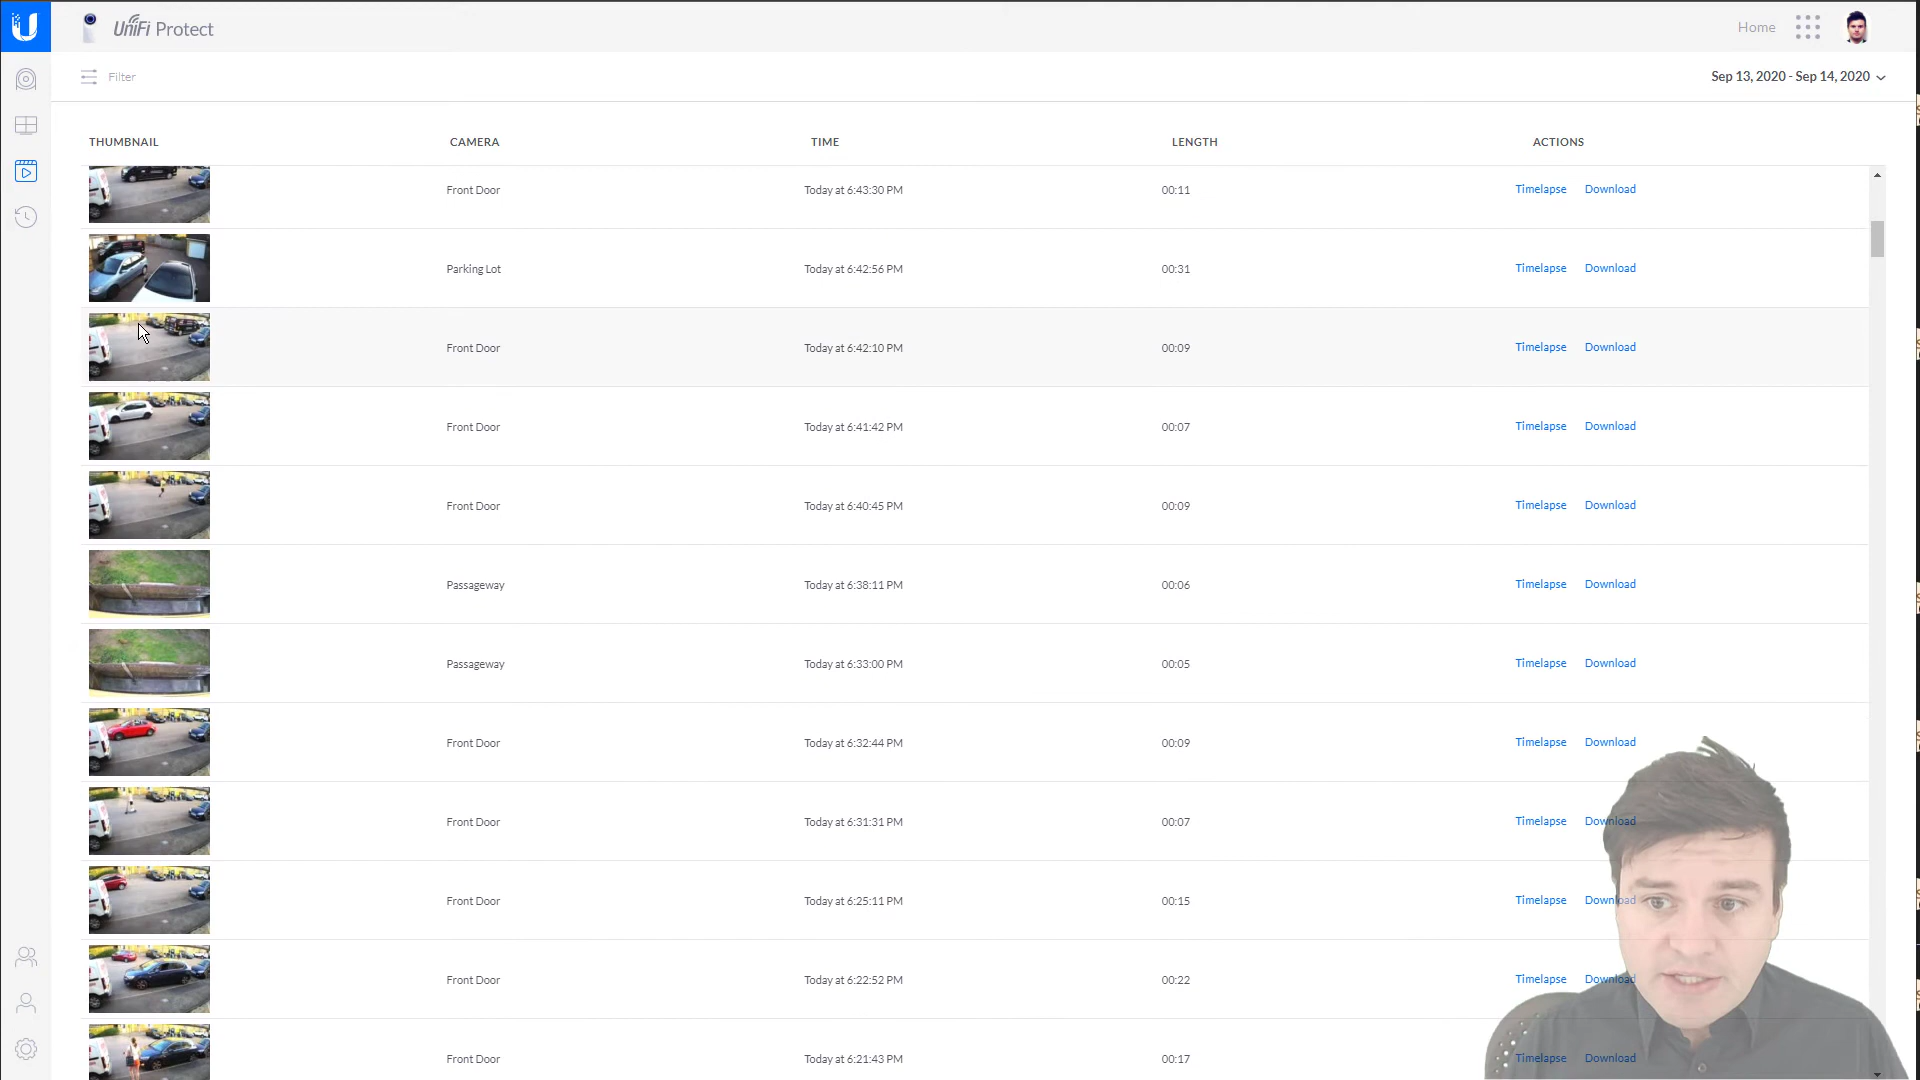 UniFi Protect
Home
Filter
Sep 13, 2020 - Sep 14, 2020
THUMBNAIL CAMERA TIME LENGTH ACTIONS
Front Door Today at 6:43:30 PM 00:11 Timelapse Download
Parking Lot Today at 6:42:56 PM 00:31 Timelapse Download
Front Door Today at 6:42:10 PM 00:09 Timelapse Download
Front Door Today at 6:41:42 PM 00:07 Timelapse Download
Front Door Today at 6:40:45 PM 00:09 Timelapse Download
Passageway Today at 6:38:11 PM 00:06 Timelapse Download
Passageway Today at 6:33:00 PM 00:05 Timelapse Download
Front Door Today at 6:32:44 PM 00:09 Timelapse Download
Front Door Today at 6:31:31 PM 00:07 Timelapse Download
Front Door Today at 6:25:11 PM 00:15 Timelapse Download
Front Door Today at 6:22:52 PM 00:22 Timelapse Download
Front Door Today at 6:21:43 PM 00:17 Timelapse Download